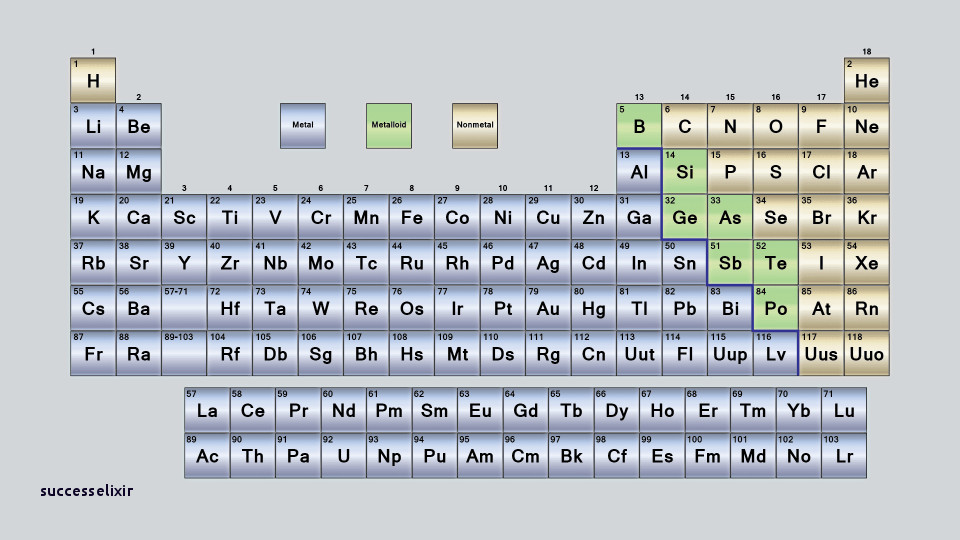 1 18
1 2
H He
2 13 14 15 16 17
3 4 5 6 7 8 9 10
Li Be Metal Metalloid Nonmetal B C N O F Ne
11 12 13 14 15 16 17 18
Na Mg Al Si P S Cl Ar
3 4 5 6 7 8 9 10 11 12
19 20 21 22 23 24 25 26 27 28 29 30 31 32 33 34 35 36
K Ca Sc Ti V Cr Mn Fe Co Ni Cu Zn Ga Ge As Se Br Kr
37 38 39 40 41 42 43 44 45 46 47 48 49 50 51 52 53 54
Rb Sr Y Zr Nb Mo Tc Ru Rh Pd Ag Cd In Sn Sb Te I Xe
55 56 57-71 72 73 74 75 76 77 78 79 80 81 82 83 84 85 86
Cs Ba Hf Ta W Re Os Ir Pt Au Hg Tl Pb Bi Po At Rn
87 88 89-103 104 105 106 107 108 109 110 111 112 113 114 115 116 117 118
Fr Ra Rf Db Sg Bh Hs Mt Ds Rg Cn Uut Fl Uup Lv Uus Uuo
57 58 59 60 61 62 63 64 65 66 67 68 69 70 71
La Ce Pr Nd Pm Sm Eu Gd Tb Dy Ho Er Tm Yb Lu
89 90 91 92 93 94 95 96 97 98 99 100 101 102 103
Ac Th Pa U Np Pu Am Cm Bk Cf Es Fm Md No Lr
successelixir